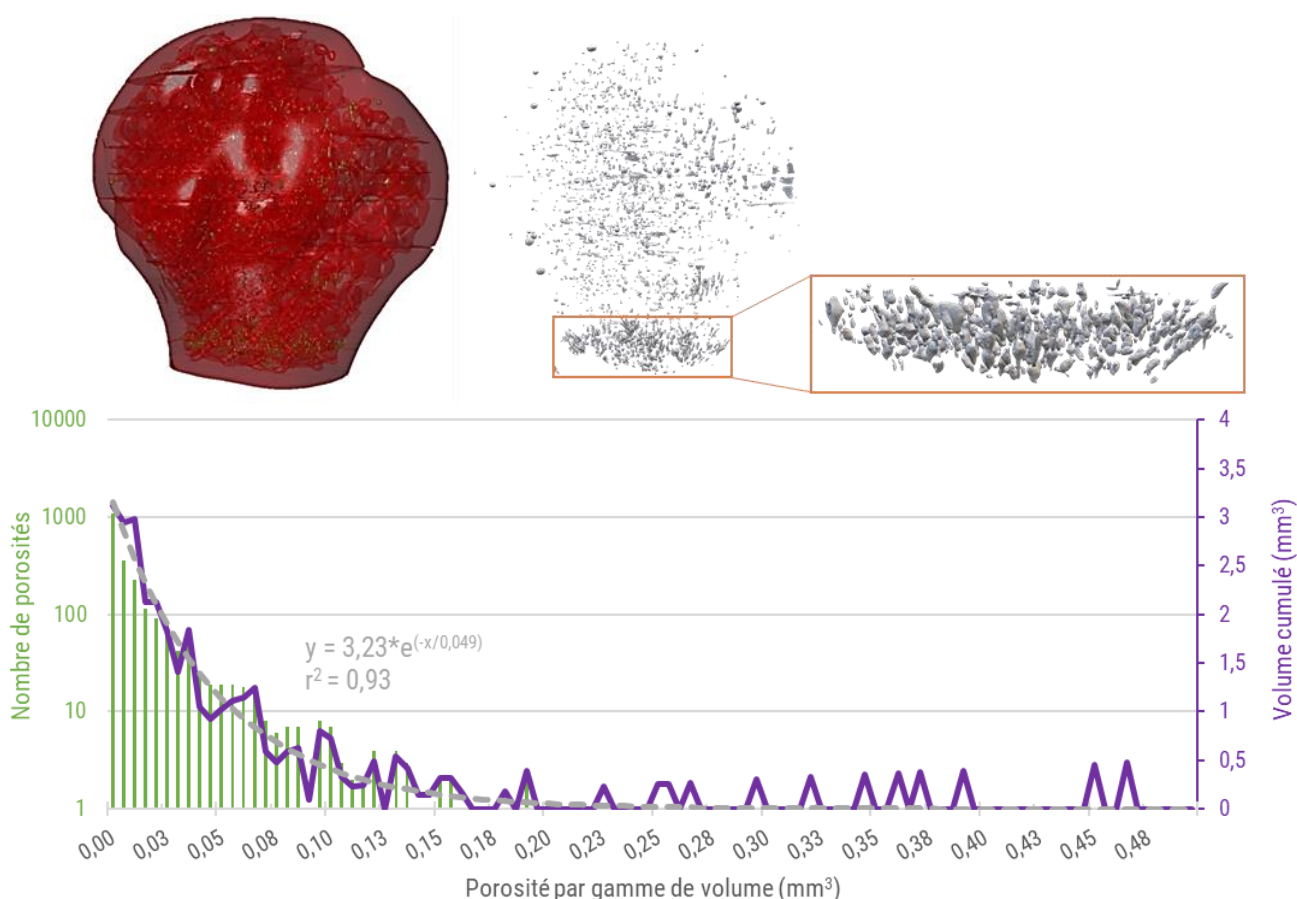 10000
1000
100
10
1
Nombre de porosités
y = 3,23*e(-x/0,049)
r² = 0,93
4
3,5
3
2,5
2
1,5
1
0,5
0
Volume cumulé (mm³)
0,00 0,03 0,05 0,08 0,10 0,13 0,15 0,18 0,20 0,23 0,25 0,28 0,30 0,33 0,35 0,38 0,40 0,43 0,45 0,48
Porosité par gamme de volume (mm³)